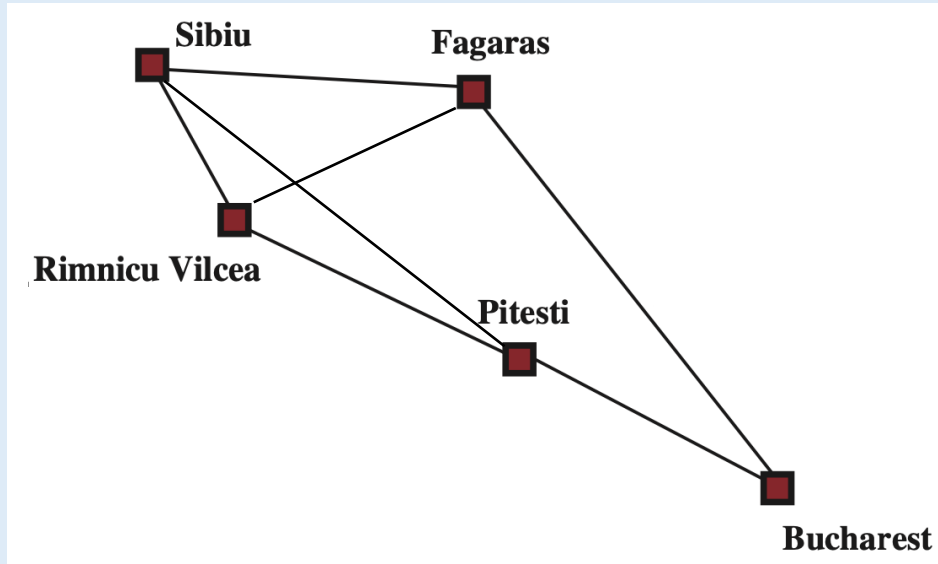 Sibiu
Fagaras
Rimnicu Vilcea
Pitesti
Bucharest